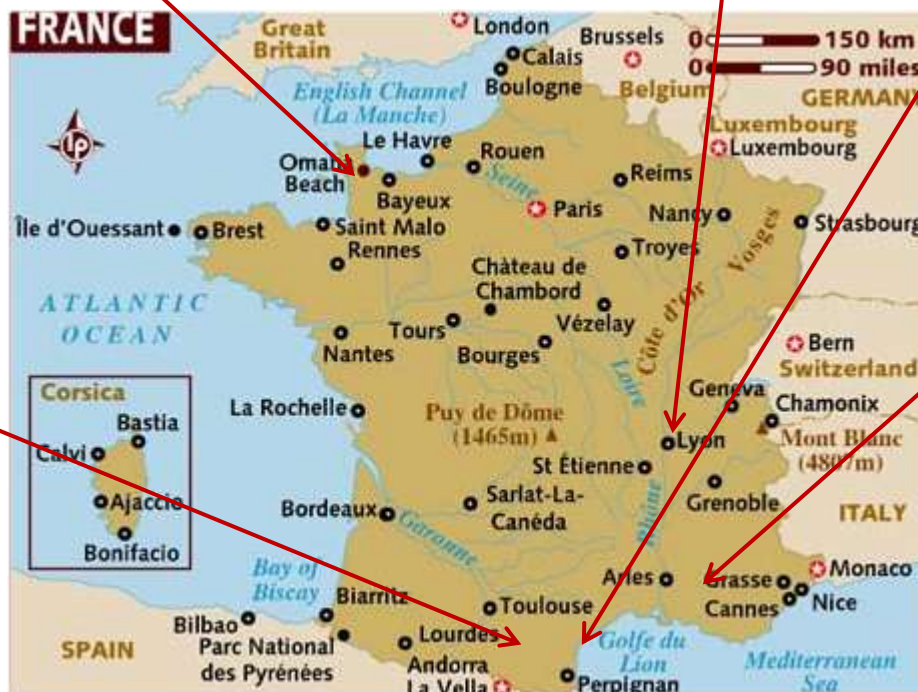 FRANCE
Great
Britain
London
Brussels
0 150 km
0 90 miles
Calais
Boulogne
Belgium
GERMANY
English Channel
(La Manche)
Luxembourg
Luxembourg
lp
Le Havre
Rouen
Omaha
Beach
Bayeux
Seine
Reims
Paris
Nancy
Île d'Ouessant
Brest
Saint Malo
Strasbourg
Rennes
Troyes
Vosges
Château de
Chambord
ATLANTIC
OCEAN
Tours
Vézelay
Côte d'Or
Nantes
Bourges
Loire
Bern
Switzerland
Corsica
Geneva
La Rochelle
Puy de Dôme
(1465m)
Chamonix
Bastia
Lyon
Mont Blanc
(4807m)
Calvi
St Étienne
Ajaccio
Bordeaux
Sarlat-La-
Canéda
Rhône
Grenoble
Garonne
ITALY
Bonifacio
Bay of
Biscay
Arles
Grasse
Monaco
Biarritz
Toulouse
Cannes
Nice
Bilbao
SPAIN
Parc National
des Pyrénées
Lourdes
Golfe du
Lion
Andorra
La Vella
Perpignan
Mediterranean
Sea